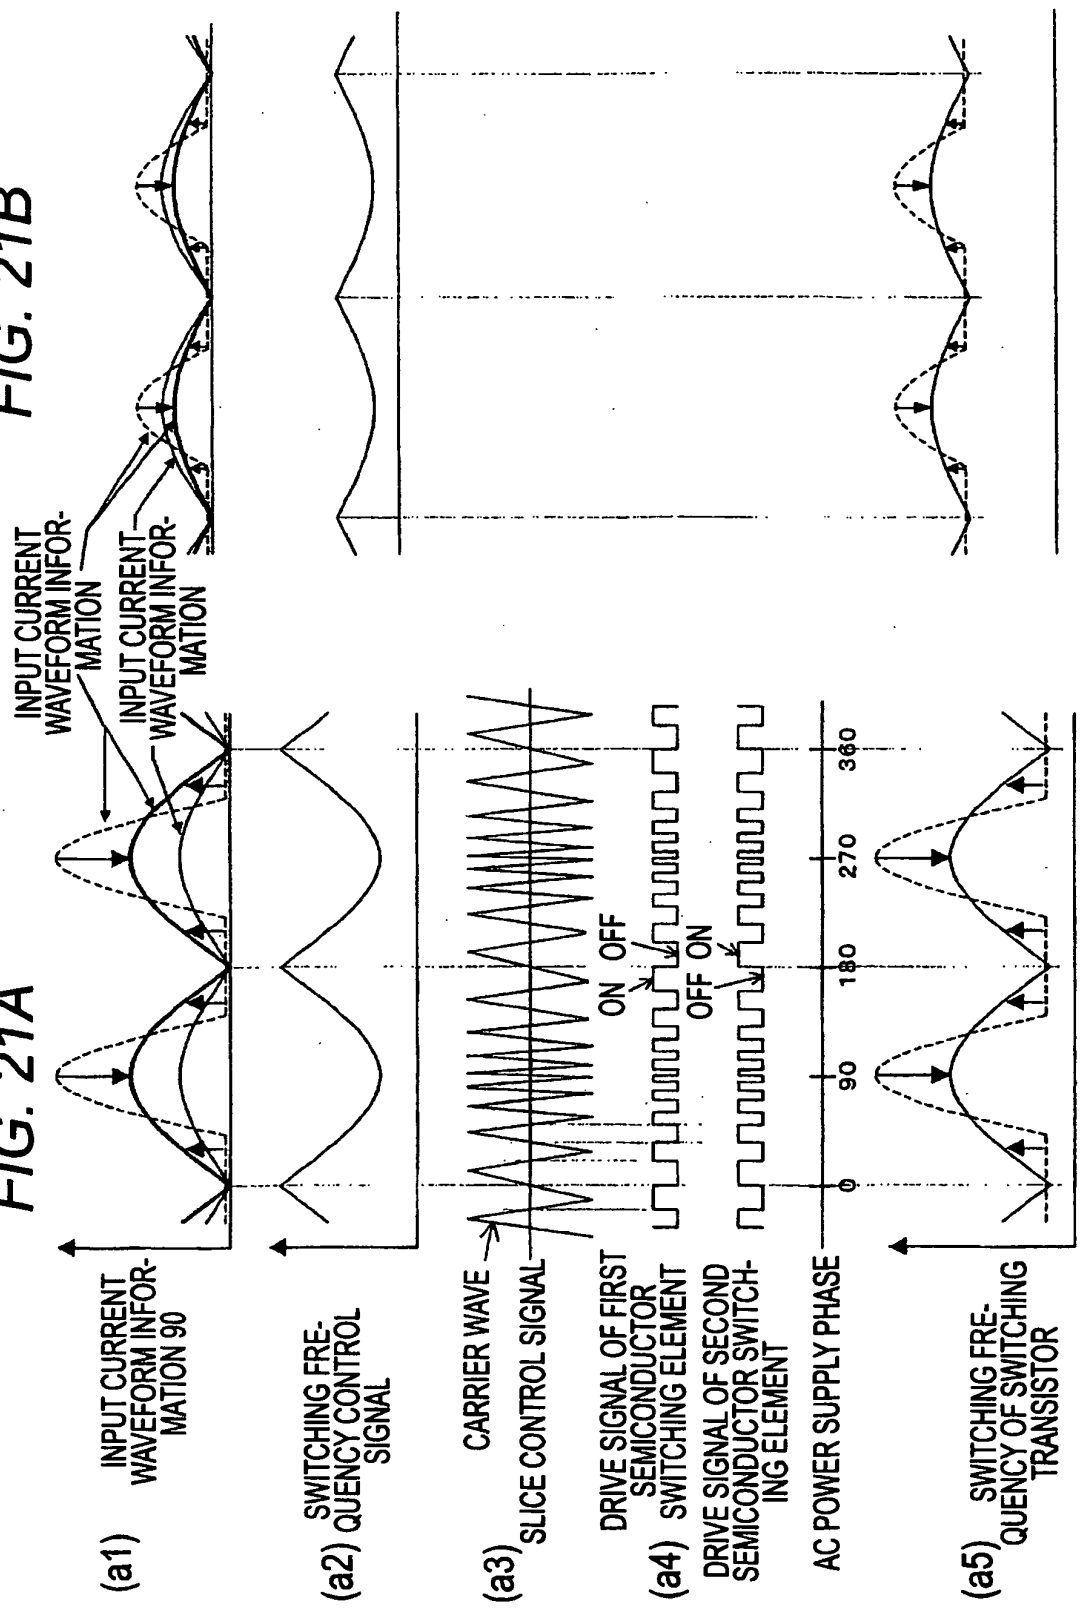 FIG. 21A
FIG. 21B
(a1)
INPUT CURRENT
WAVEFORM INFOR-
MATION 90
INPUT CURRENT
WAVEFORM INFOR-
MATION
INPUT CURRENT
WAVEFORM INFOR-
MATION
(a2)
SWITCHING FRE-
QUENCY CONTROL
SIGNAL
(a3)
CARRIER WAVE
SLICE CONTROL SIGNAL
(a4)
DRIVE SIGNAL OF FIRST
SEMICONDUCTOR
SWITCHING ELEMENT
ON OFF
DRIVE SIGNAL OF SECOND
SEMICONDUCTOR SWITCH-
ING ELEMENT
OFF ON
AC POWER SUPPLY PHASE
0 90 180 270 360
(a5)
SWITCHING FRE-
QUENCY OF SWITCHING
TRANSISTOR